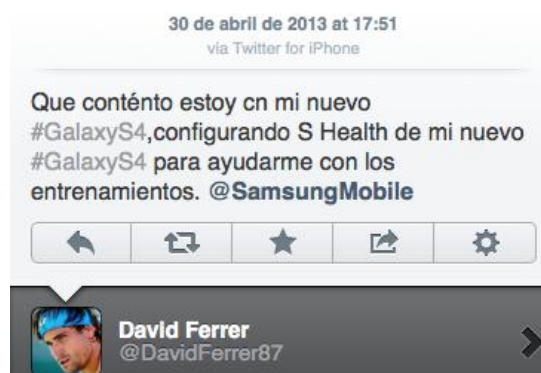 30 de abril de 2013 at 17:51
via Twitter for iPhone
Que conténto estoy cn mi nuevo
#GalaxyS4,configurando S Health de mi nuevo
#GalaxyS4 para ayudarme con los
entrenamientos. @SamsungMobile
David Ferrer
@DavidFerrer87